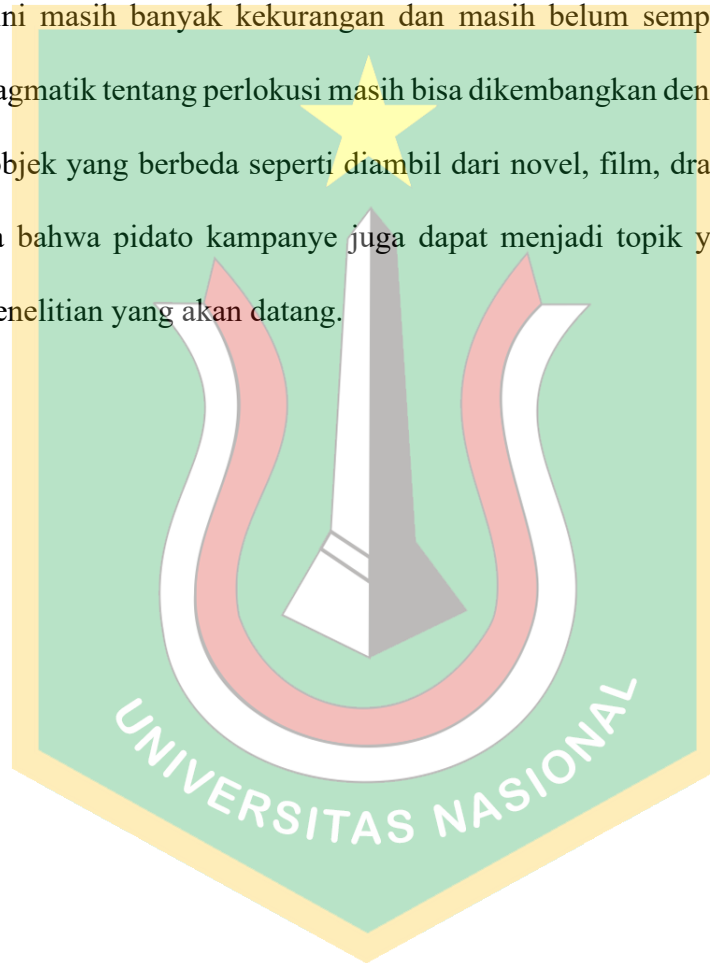 ni masih banyak kekurangan dan masih belum semp
agmatik tentang perlokusi masih bisa dikembangkan den
bjek yang berbeda seperti diambil dari novel, film, dra
a bahwa pidato kampanye juga dapat menjadi topik y
enelitian yang akan datang.
UNIVERSITAS NASIONAL